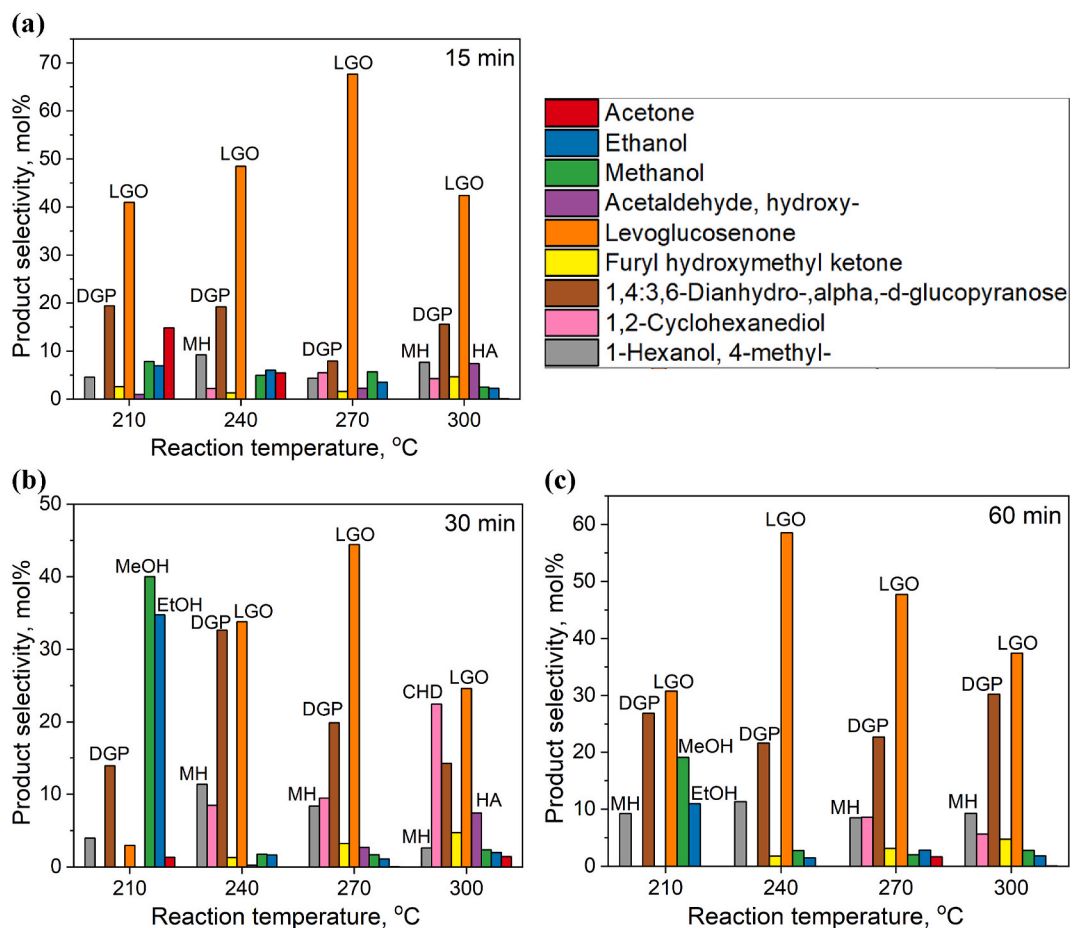 (a)
15 min
Product selectivity, mol%
70
60
50
40
30
20
10
0
DGP
LGO
MH
DGP
LGO
DGP
LGO
MH
DGP
LGO
HA
210
240
270
300
Reaction temperature, °C
Acetone
Ethanol
Methanol
Acetaldehyde, hydroxy-
Levoglucosenone
Furyl hydroxymethyl ketone
1,4:3,6-Dianhydro-,alpha,-d-glucopyranose
1,2-Cyclohexanediol
1-Hexanol, 4-methyl-
(b)
30 min
Product selectivity, mol%
50
40
30
20
10
0
DGP
MeOH
EtOH
MH
DGP
LGO
MH
DGP
LGO
MH
CHD
LGO
HA
210
240
270
300
Reaction temperature, °C
(c)
60 min
Product selectivity, mol%
60
50
40
30
20
10
0
MH
DGP
LGO
MeOH
EtOH
DGP
LGO
MH
DGP
LGO
MH
DGP
LGO
210
240
270
300
Reaction temperature, °C